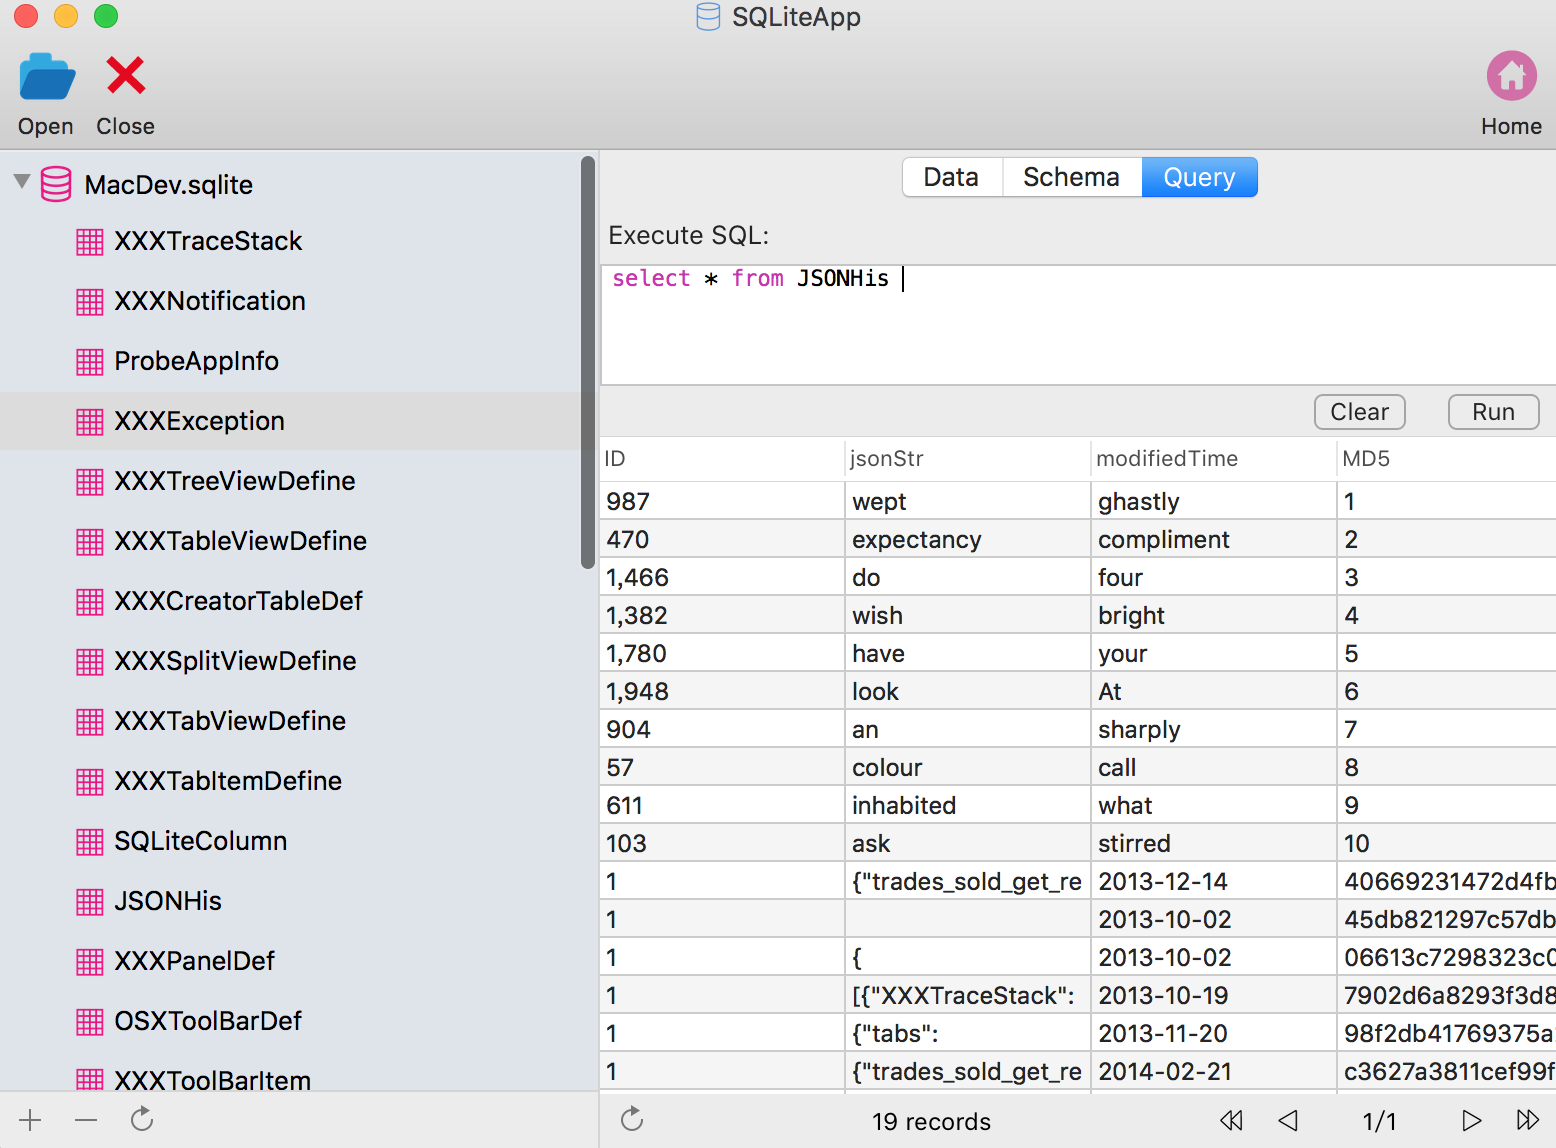 SQLiteApp
Open Close Home
MacDev.sqlite
XXXTraceStack
XXXNotification
ProbeAppInfo
XXXException
XXXTreeViewDefine
XXXTableViewDefine
XXXCreatorTableDef
XXXSplitViewDefine
XXXTabViewDefine
XXXTabItemDefine
SQLiteColumn
JSONHis
XXXPanelDef
OSXToolBarDef
XXXToolBarItem
Data Schema Query
Execute SQL:
select * from JSONHis
Clear Run
ID jsonStr modifiedTime MD5
987 wept ghastly 1
470 expectancy compliment 2
1,466 do four 3
1,382 wish bright 4
1,780 have your 5
1,948 look At 6
904 an sharply 7
57 colour call 8
611 inhabited what 9
103 ask stirred 10
1 {"trades_sold_get_re 2013-12-14 40669231472d4fb
1 2013-10-02 45db821297c57db
1 { 2013-10-02 06613c7298323c0
1 [{"XXXTraceStack": 2013-10-19 7902d6a8293f3d8
1 {"tabs": 2013-11-20 98f2db41769375a
1 {"trades_sold_get_re 2014-02-21 c3627a3811cef99f
19 records 1/1